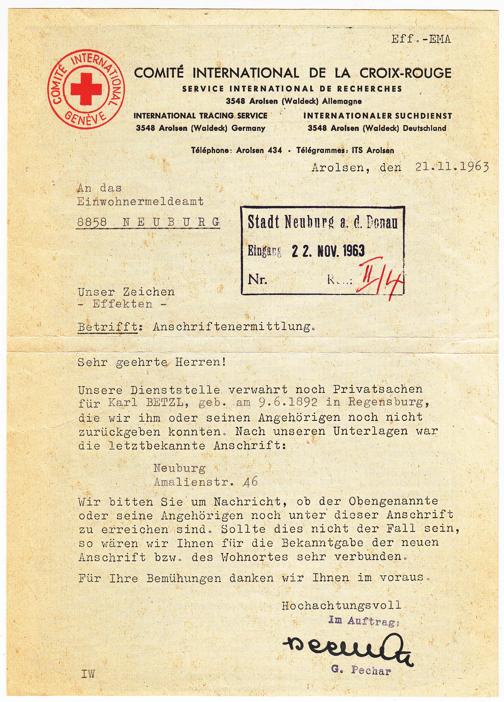 Eff.-EMA
COMITÉ INTERNATIONAL
GENÈVE
COMITÉ INTERNATIONAL DE LA CROIX-ROUGE
SERVICE INTERNATIONAL DE RECHERCHES
3548 Arolsen (Waldeck) Allemagne
INTERNATIONAL TRACING SERVICE INTERNATIONALER SUCHDIENST
3548 Arolsen (Waldeck) Germany 3548 Arolsen (Waldeck) Deutschland
Téléphone: Arolsen 434 - Télégrammes: ITS Arolsen
Arolsen, den 21.11.1963
An das
Einwohnermeldeamt
8858 NEUBURG
Stadt Neuburg a. d. Donau
Eingang 22. NOV. 1963
Nr. II/4
Unser Zeichen
- Effekten -
Betrifft: Anschriftenermittlung.
Sehr geehrte Herren!
Unsere Dienststelle verwahrt noch Privatsachen
für Karl BETZL, geb. am 9.6.1892 in Regensburg,
die wir ihm oder seinen Angehörigen noch nicht
zurückgeben konnten. Nach unseren Unterlagen war
die letztbekannte Anschrift:
Neuburg
Amalienstr. 46
Wir bitten Sie um Nachricht, ob der Obengenannte
oder seine Angehörigen noch unter dieser Anschrift
zu erreichen sind. Sollte dies nicht der Fall sein,
so wären wir Ihnen für die Bekanntgabe der neuen
Anschrift bzw. des Wohnortes sehr verbunden.
Für Ihre Bemühungen danken wir Ihnen im voraus.
Hochachtungsvoll
Im Auftrag:
G. Pechar
IW